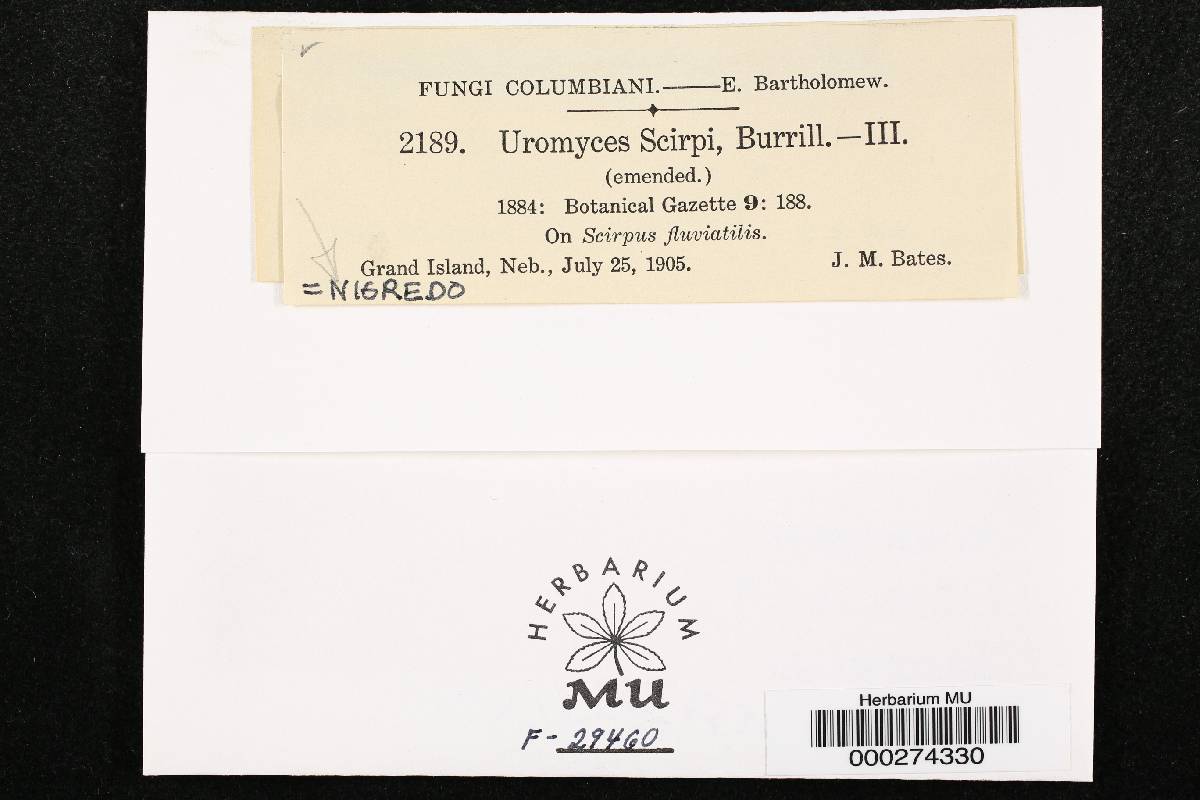 FUNGI COLUMBIANI.——E. Bartholomew.
2189. Uromyces Scirpi, Burrill.—III.
(emended.)
1884: Botanical Gazette 9: 188.
On Scirpus fluviatilis.
Grand Island, Neb., July 25, 1905. J. M. Bates.
= NIGREDO
HERBARIUM
MU
F-29460
Herbarium MU
000274330